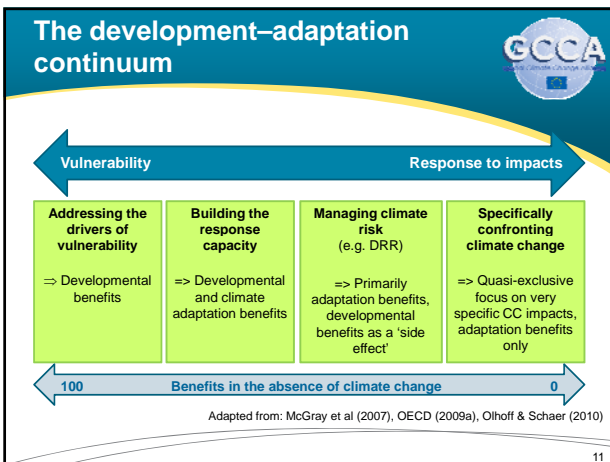 The development–adaptation
continuum
GCCA
Vulnerability
Response to impacts
Addressing the
drivers of
vulnerability
⇒ Developmental
benefits
Building the
response
capacity
=> Developmental
and climate
adaptation benefits
Managing climate
risk
(e.g. DRR)
=> Primarily
adaptation benefits,
developmental
benefits as a ‘side
effect’
Specifically
confronting
climate change
=> Quasi-exclusive
focus on very
specific CC impacts,
adaptation benefits
only
100 Benefits in the absence of climate change 0
Adapted from: McGray et al (2007), OECD (2009a), Olhoff & Schaer (2010)
11